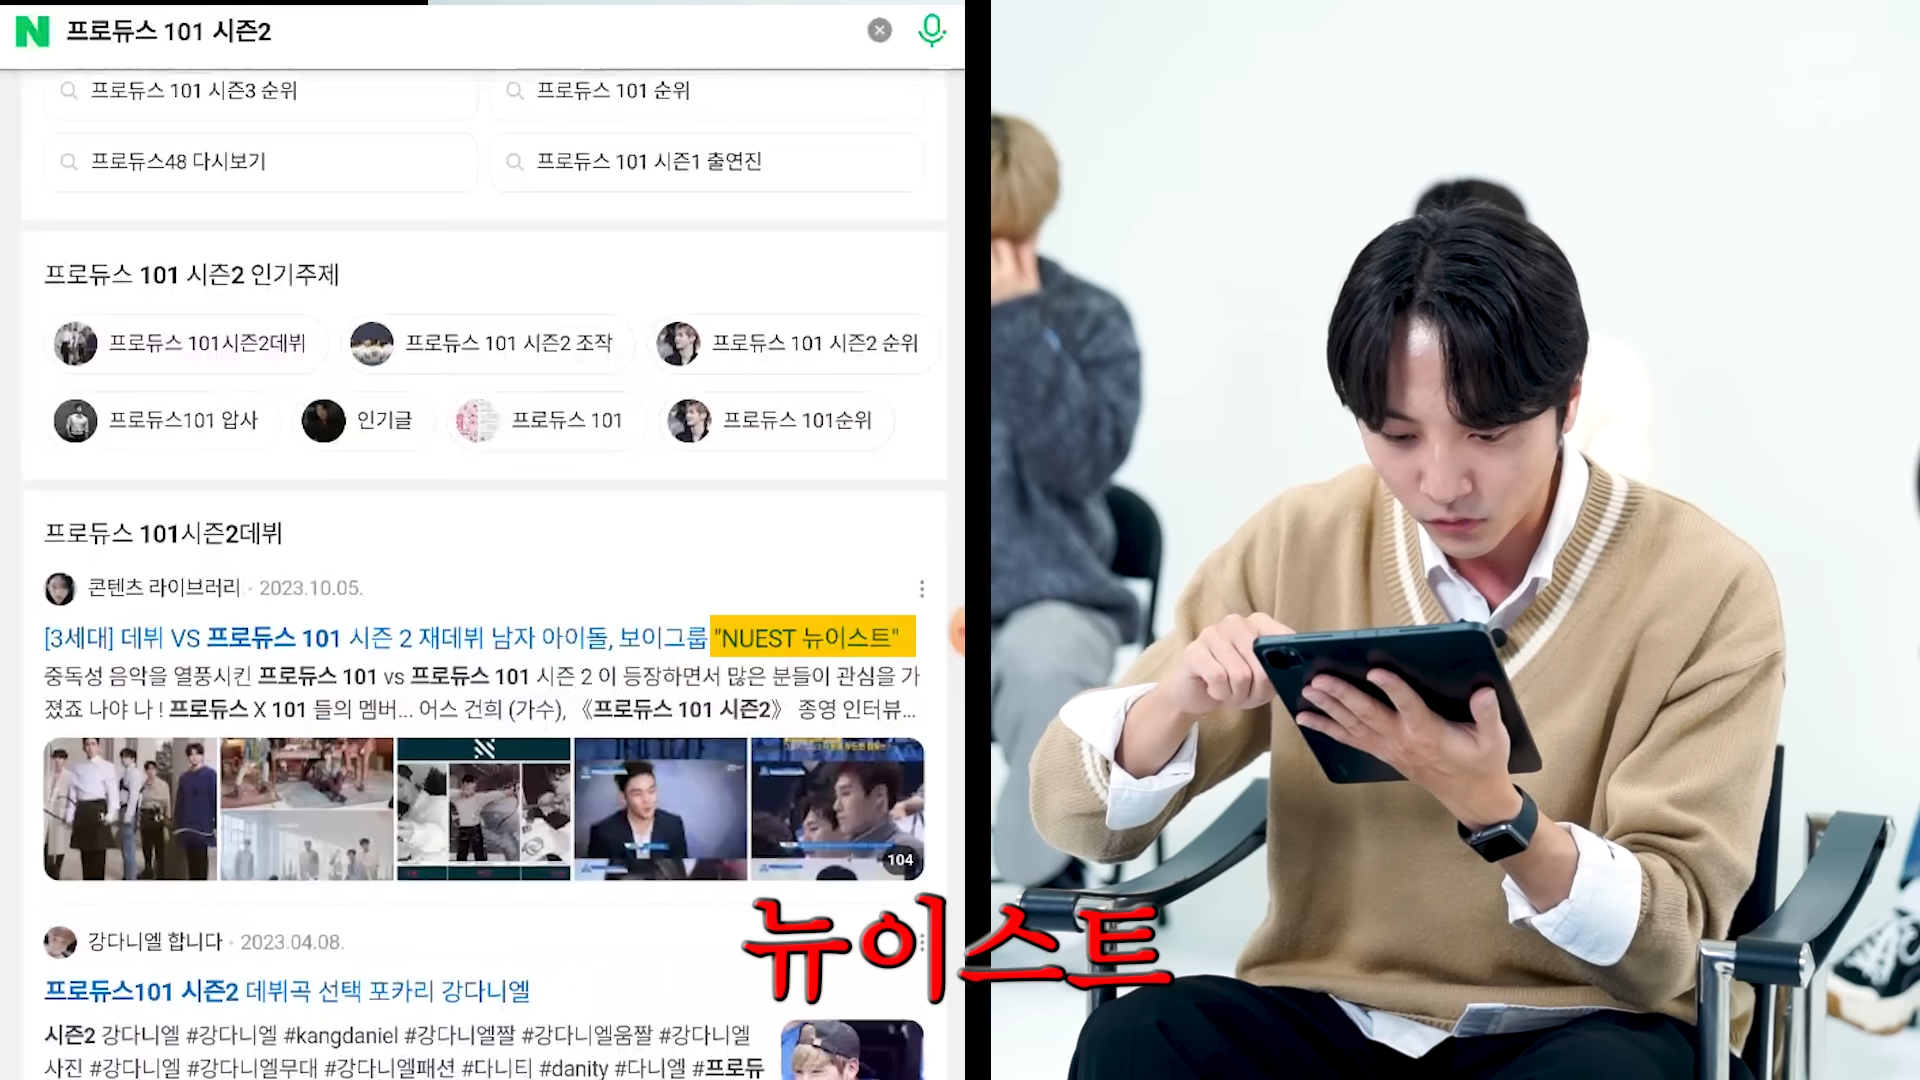 N 프로듀스 101 시즌2
프로듀스 101 시즌3 순위
프로듀스 101 순위
프로듀스48 다시보기
프로듀스 101 시즌1 출연진
프로듀스 101 시즌2 인기주제
프로듀스 101시즌2데뷔
프로듀스 101 시즌2 조작
프로듀스 101 시즌2 순위
프로듀스101 압사
인기글
프로듀스 101
프로듀스 101순위
프로듀스 101시즌2데뷔
콘텐츠 라이브러리 · 2023.10.05.
[3세대] 데뷔 VS 프로듀스 101 시즌 2 재데뷔 남자 아이돌, 보이그룹 "NUEST 뉴이스트"
중독성 음악을 열풍시킨 프로듀스 101 vs 프로듀스 101 시즌 2 이 등장하면서 많은 분들이 관심을 가
졌죠 나야 나 ! 프로듀스 X 101 들의 멤버... 어스 건희 (가수), 《프로듀스 101 시즌2》 종영 인터뷰...
104
뉴이스트
강다니엘 합니다 · 2023.04.08.
프로듀스101 시즌2 데뷔곡 선택 포카리 강다니엘
시즌2 강다니엘 #강다니엘 #kangdaniel #강다니엘짤 #강다니엘움짤 #강다니엘
사진 #강다니엘 #강다니엘무대 #강다니엘패션 #다니티 #danity #다니엘 #프로듀